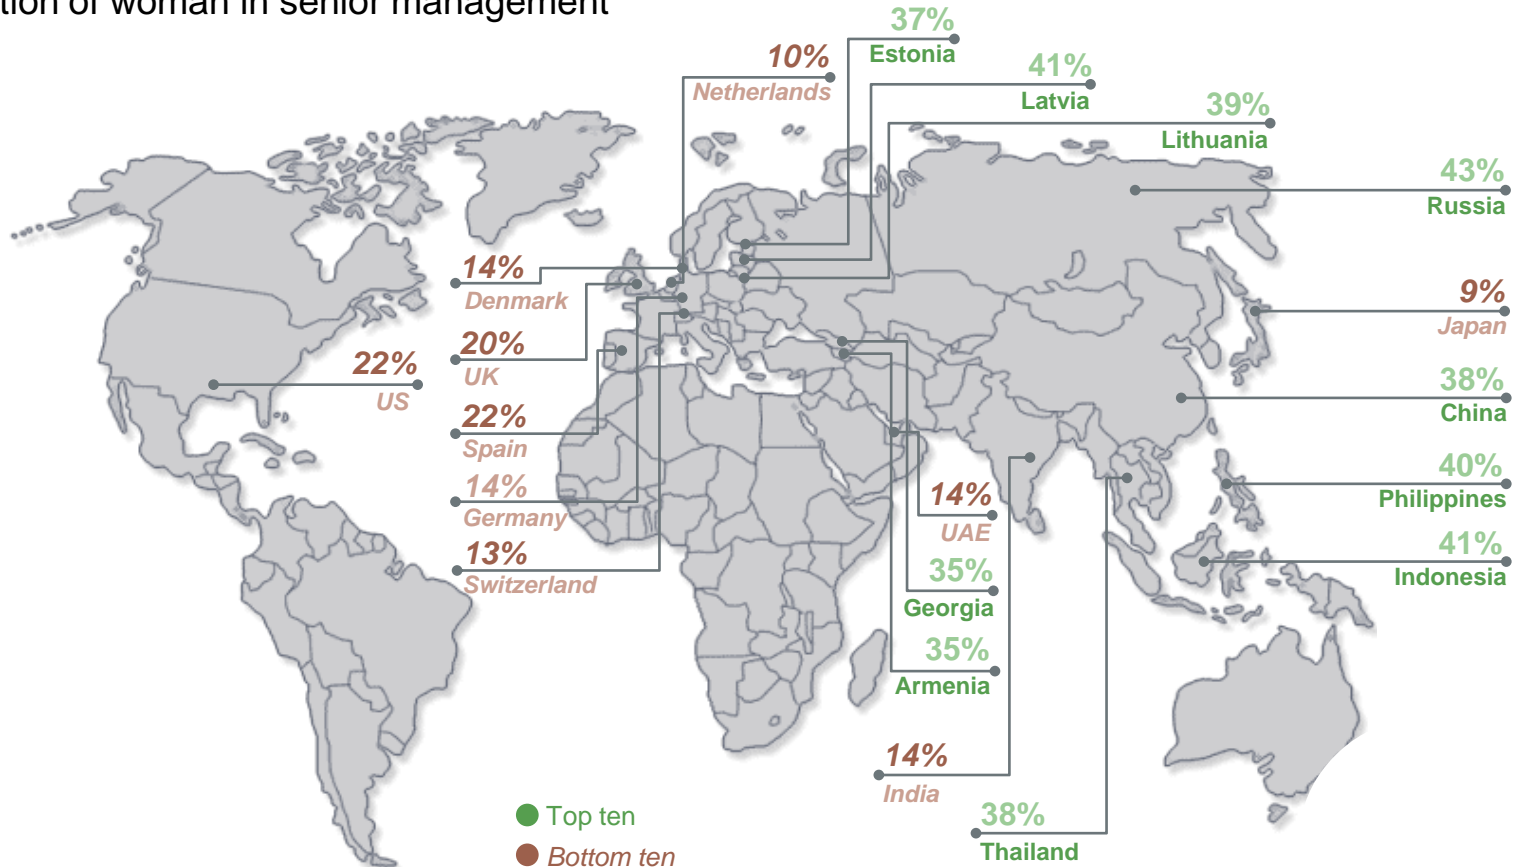 of woman in senior management
37%
Estonia
10%
Netherlands
41%
Latvia
39%
Lithuania
43%
Russia
14%
Denmark
9%
Japan
20%
UK
22%
US
38%
China
22%
Spain
40%
Philippines
14%
Germany
14%
UAE
13%
Switzerland
41%
Indonesia
35%
Georgia
35%
Armenia
14%
India
38%
Thailand
Top ten
Bottom ten